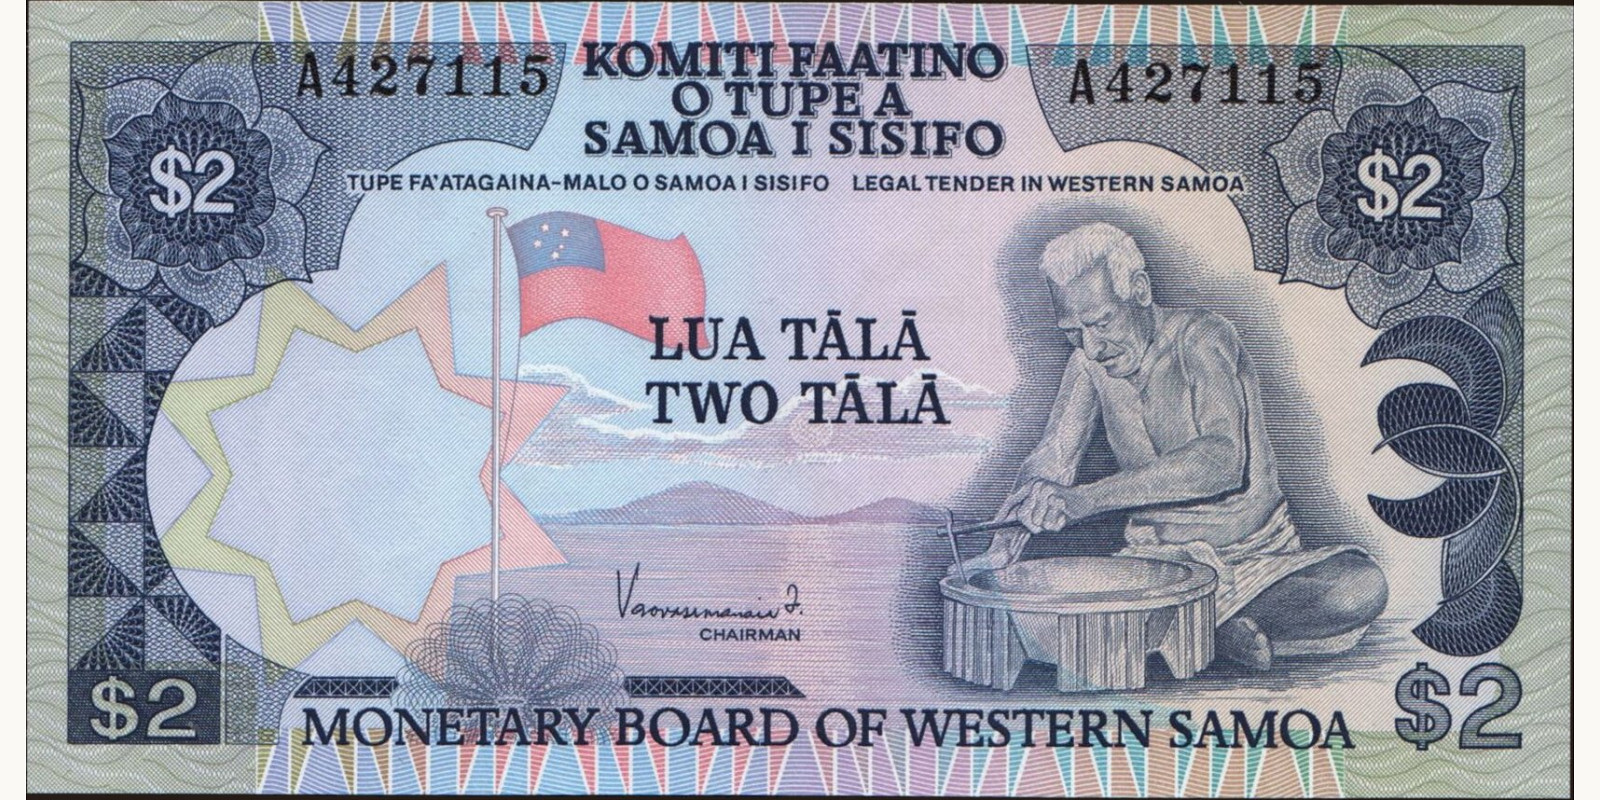 A427115
KOMITI FAATINO
O TUPE A
SAMOA I SISIFO
A427115
$2
$2
TUPE FA'ATAGAINA-MALO O SAMOA I SISIFO LEGAL TENDER IN WESTERN SAMOA
LUA TĀLĀ
TWO TĀLĀ
CHAIRMAN
$2
MONETARY BOARD OF WESTERN SAMOA
$2